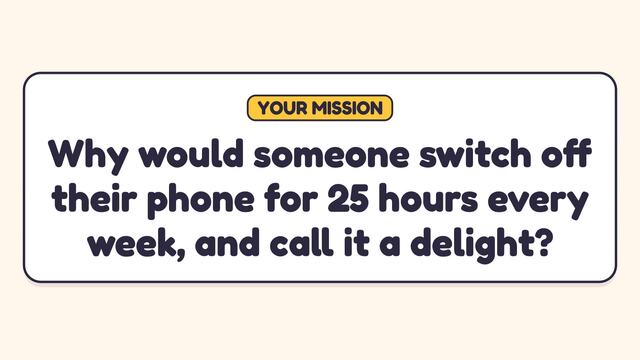 YOUR MISSION
Why would someone switch off
their phone for 25 hours every
week, and call it a delight?